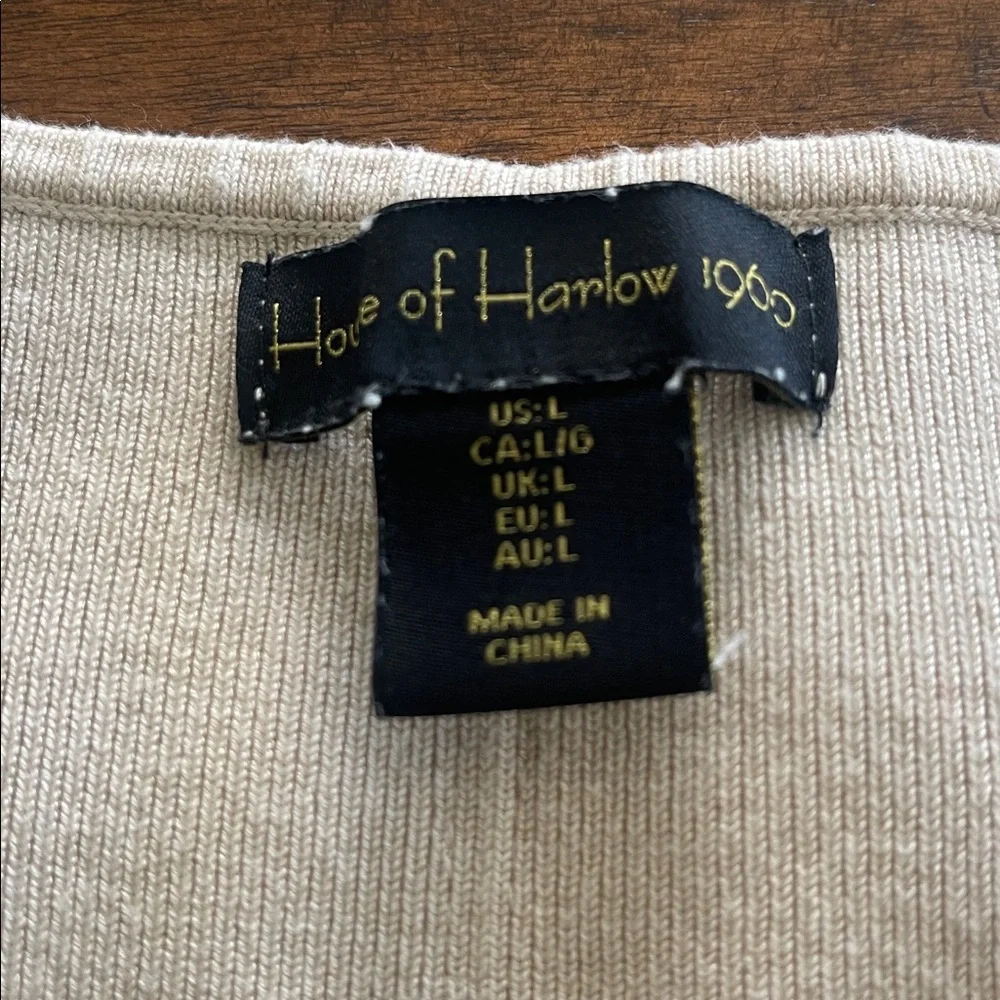 House of Harlow 1960
US: L
CA: L/G
UK: L
EU: L
AU: L
MADE IN
CHINA